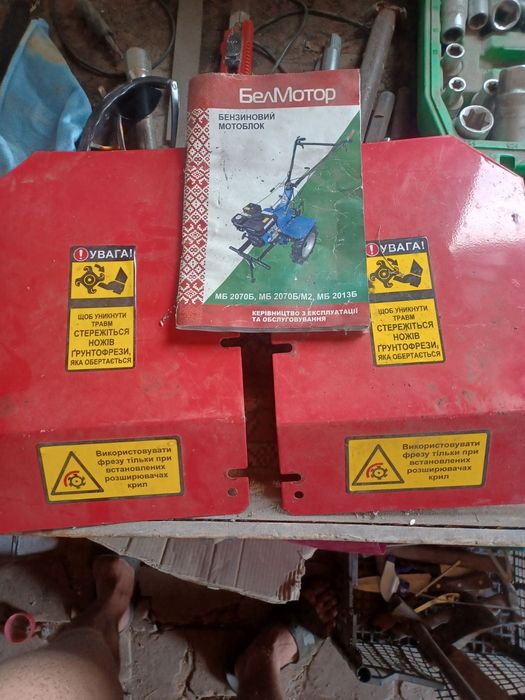 БелМотор
БЕНЗИНОВИЙ
МОТОБЛОК
МБ 2070Б, МБ 2070Б/М2, МБ 2013Б
КЕРІВНИЦТВО З ЕКСПЛУАТАЦІЇ
ТА ОБСЛУГОВУВАННЯ
УВАГА!
ЩОБ УНИКНУТИ
ТРАВМ
СТЕРЕЖІТЬСЯ
НОЖІВ
ҐРУНТОФРЕЗИ,
ЯКА ОБЕРТАЄТЬСЯ
Використовувати
фрезу тільки при
встановлених
розширювачах
крил
УВАГА!
ЩОБ УНИКНУТИ
ТРАВМ
СТЕРЕЖІТЬСЯ
НОЖІВ
ҐРУНТОФРЕЗИ,
ЯКА ОБЕРТАЄТЬСЯ
Використовувати
фрезу тільки при
встановлених
розширювачах
крил